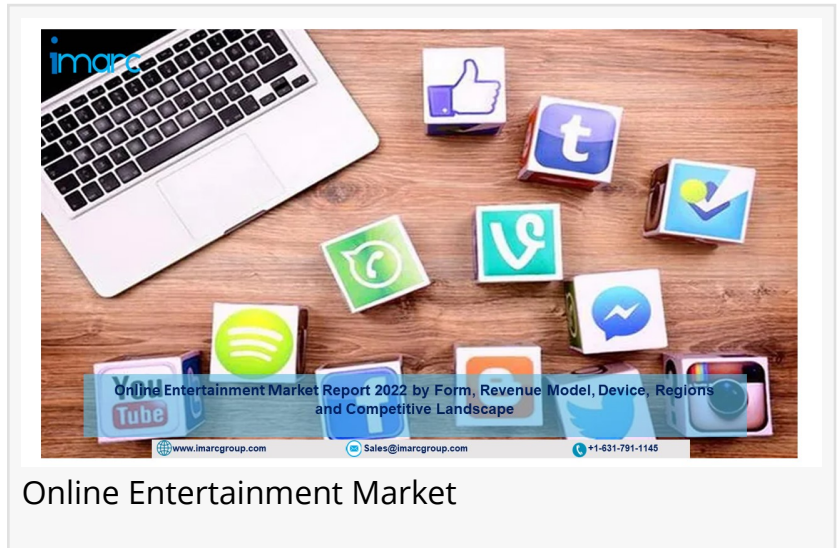 imarc
t
You
Tube
f
Online Entertainment Market Report 2022 by Form, Revenue Model, Device, Regions
and Competitive Landscape
www.imarcgroup.com
Sales@imarcgroup.com
+1-631-791-1145
Online Entertainment Market